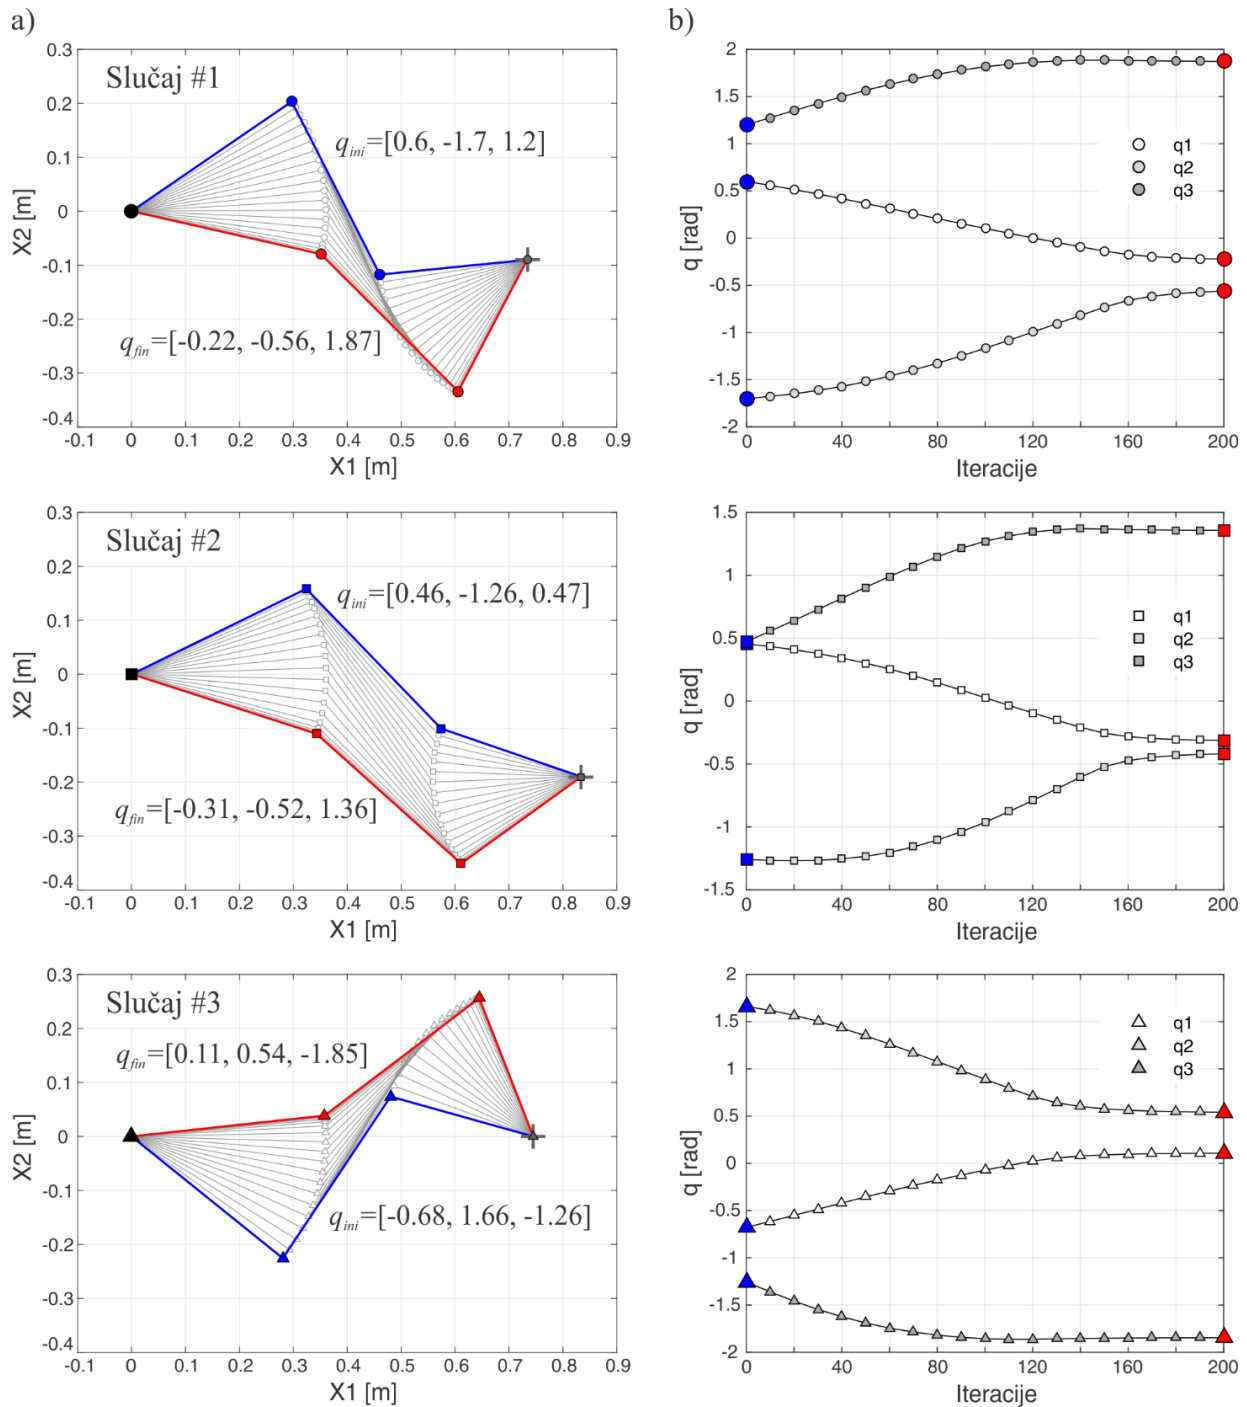 a)
0.3
0.2
0.1
0
-0.1
-0.2
-0.3
-0.4
X2 [m]
Slučaj #1
q_ini=[0.6, -1.7, 1.2]
q_fin=[-0.22, -0.56, 1.87]
-0.1 0 0.1 0.2 0.3 0.4 0.5 0.6 0.7 0.8 0.9
X1 [m]
b)
2
1.5
1
0.5
0
-0.5
-1
-1.5
-2
q [rad]
q1
q2
q3
0 40 80 120 160 200
Iteracije
0.3
0.2
0.1
0
-0.1
-0.2
-0.3
-0.4
X2 [m]
Slučaj #2
q_ini=[0.46, -1.26, 0.47]
q_fin=[-0.31, -0.52, 1.36]
-0.1 0 0.1 0.2 0.3 0.4 0.5 0.6 0.7 0.8 0.9
X1 [m]
1.5
1
0.5
0
-0.5
-1
-1.5
q [rad]
q1
q2
q3
0 40 80 120 160 200
Iteracije
0.3
0.2
0.1
0
-0.1
-0.2
-0.3
-0.4
X2 [m]
Slučaj #3
q_fin=[0.11, 0.54, -1.85]
q_ini=[-0.68, 1.66, -1.26]
-0.1 0 0.1 0.2 0.3 0.4 0.5 0.6 0.7 0.8 0.9
X1 [m]
2
1.5
1
0.5
0
-0.5
-1
-1.5
-2
q [rad]
q1
q2
q3
0 40 80 120 160 200
Iteracije